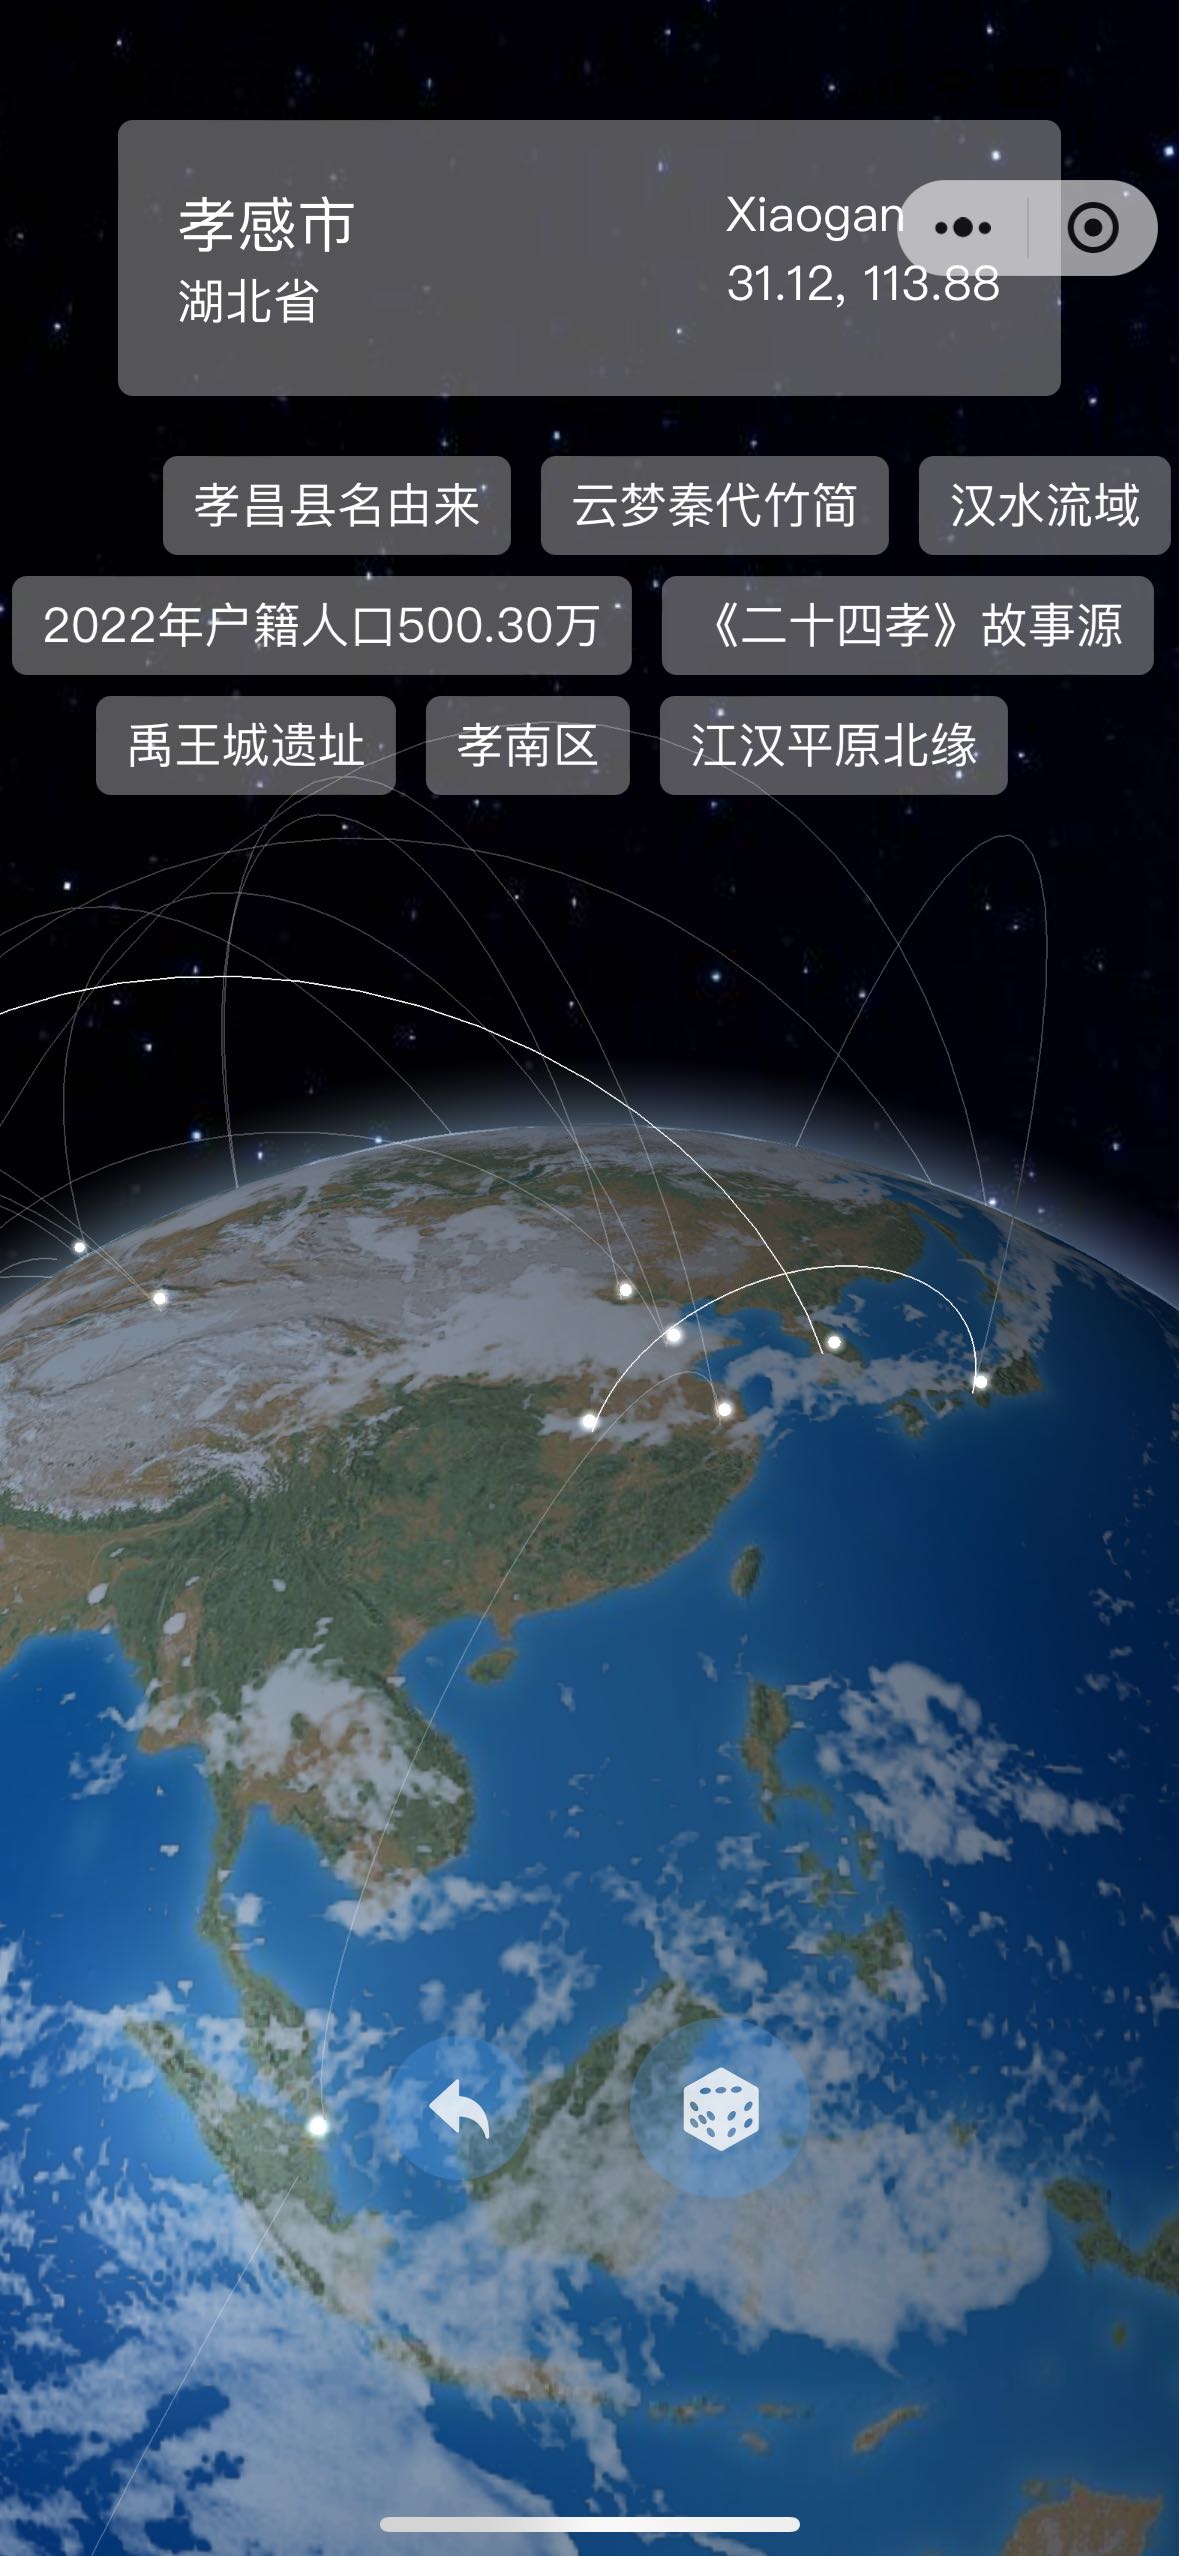 孝感市
湖北省
Xiaogan
31.12, 113.88
孝昌县名由来
云梦秦代竹简
汉水流域
2022年户籍人口500.30万
《二十四孝》故事源
禹王城遗址
孝南区
江汉平原北缘